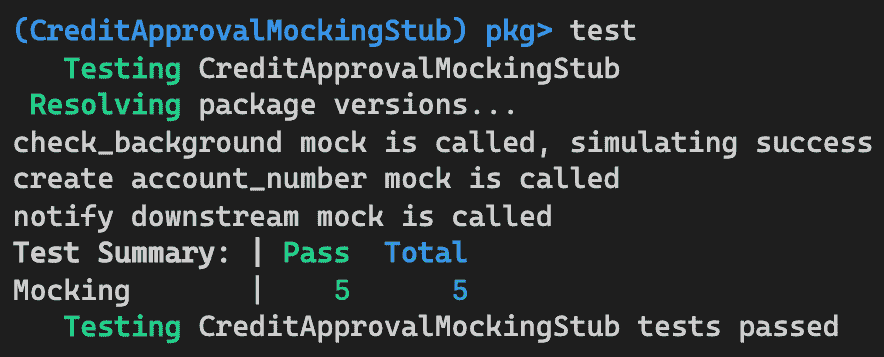 (CreditApprovalMockingStub) pkg> test
Testing CreditApprovalMockingStub
Resolving package versions...
check_background mock is called, simulating success
create account_number mock is called
notify downstream mock is called
Test Summary: | Pass  Total
Mocking       |    5      5
Testing CreditApprovalMockingStub tests passed